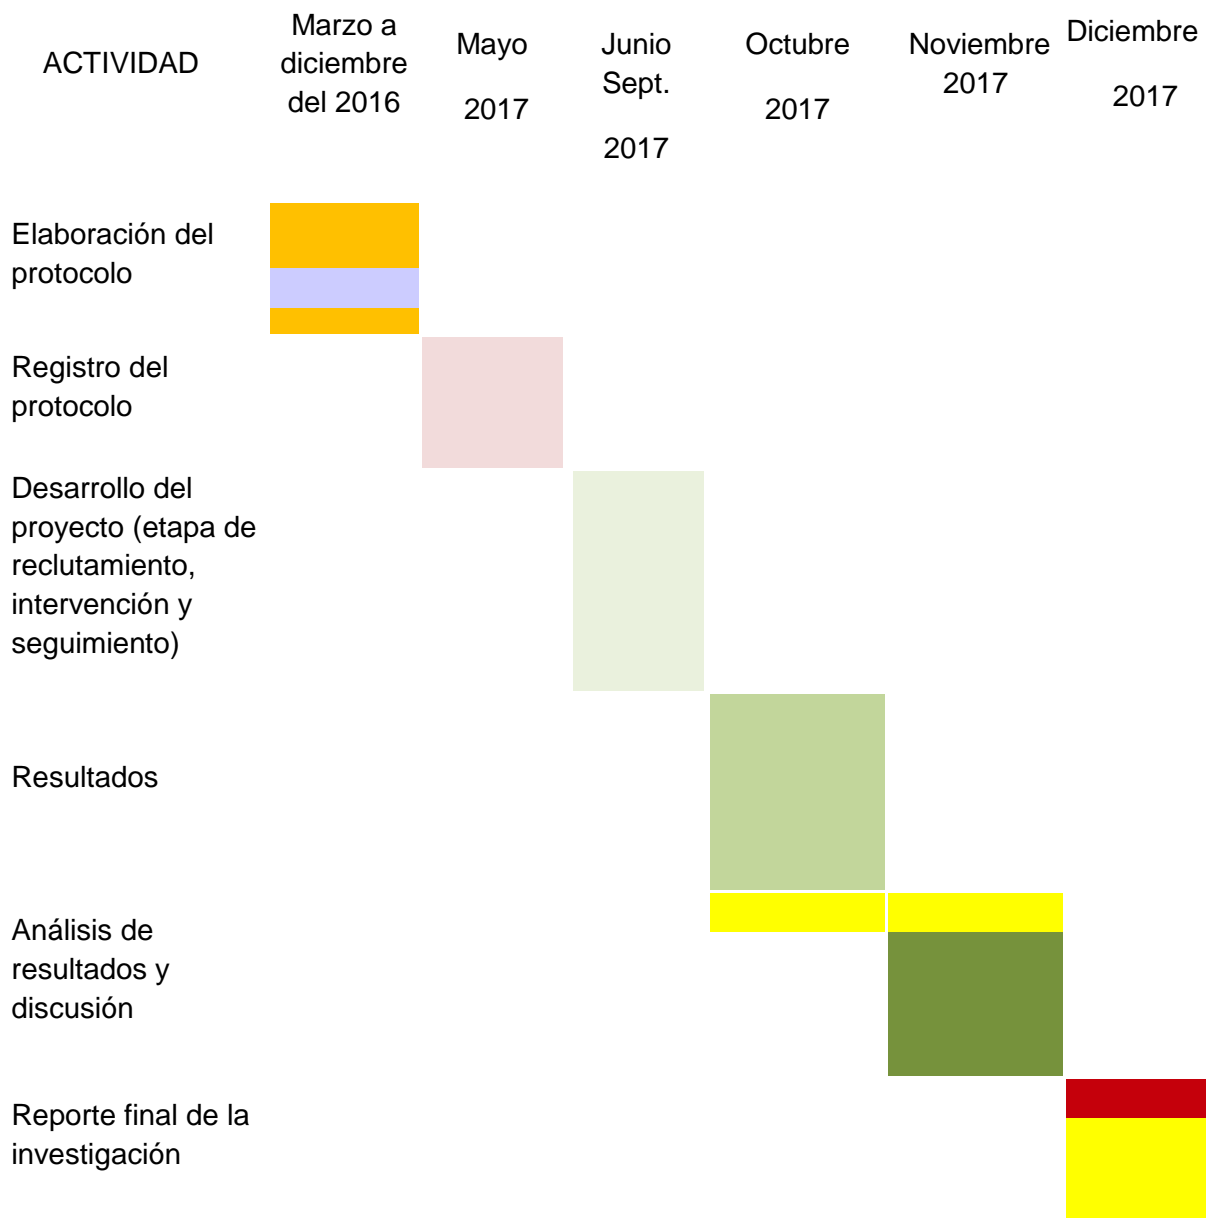 ACTIVIDAD
Marzo a
diciembre
del 2016
Mayo
2017
Junio
Sept.
2017
Octubre
2017
Noviembre
2017
Diciembre
2017
Elaboración del
protocolo
Registro del
protocolo
Desarrollo del
proyecto (etapa de
reclutamiento,
intervención y
seguimiento)
Resultados
Análisis de
resultados y
discusión
Reporte final de la
investigación